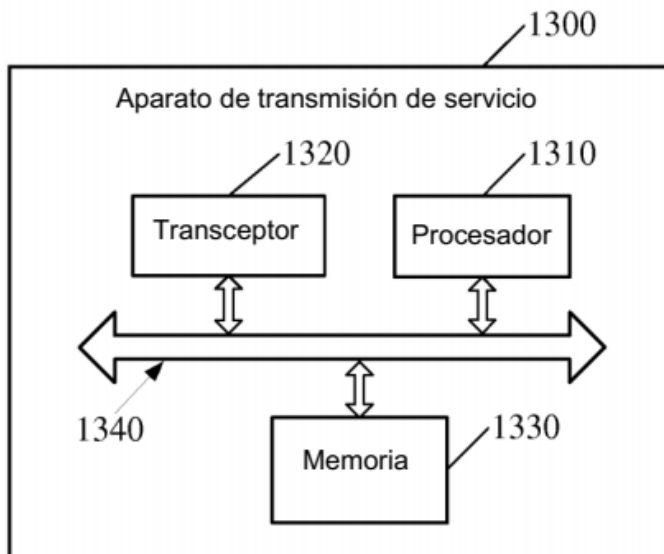 1300
Aparato de transmisión de servicio
1320
1310
Transceptor
Procesador
1340
1330
Memoria